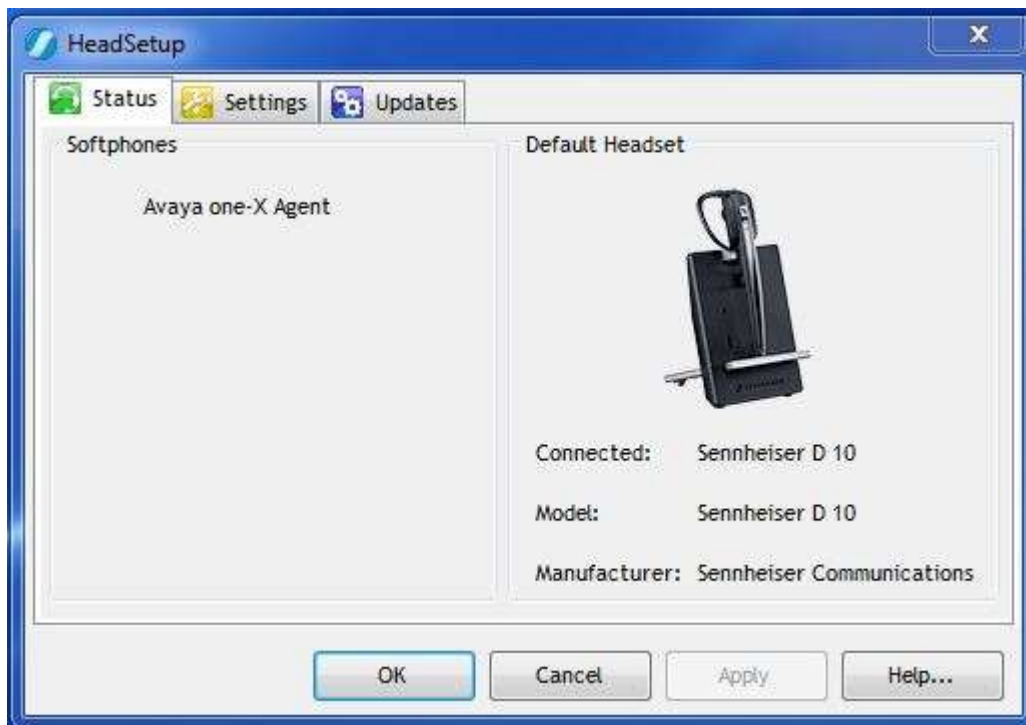 HeadSetup
Status Settings Updates
Softphones
Avaya one-X Agent
Default Headset
Connected: Sennheiser D 10
Model: Sennheiser D 10
Manufacturer: Sennheiser Communications
OK Cancel Apply Help...